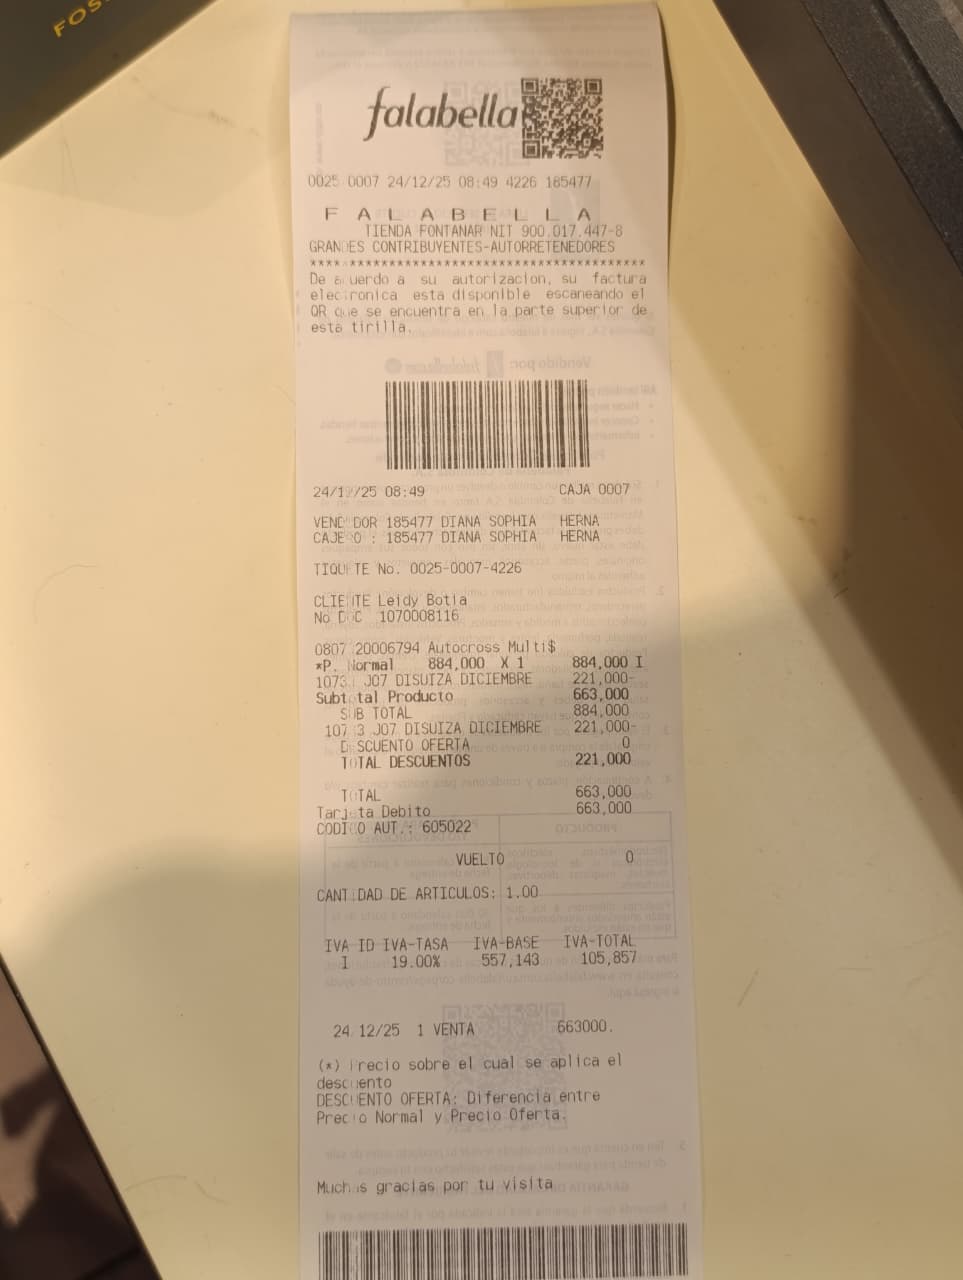 FOS
falabella
0025 0007 24/12/25 08:49 4226 185477
F A L A B E L L A
TIENDA FONTANAR NIT 900.017.447-8
GRANDES CONTRIBUYENTES-AUTORRETENEDORES
De acuerdo a su autorizacion, su factura
electronica esta disponible escaneando el
QR que se encuentra en la parte superior de
esta tirilla.
24/12/25 08:49 CAJA 0007
VENDEDOR 185477 DIANA SOPHIA HERNA
CAJERO : 185477 DIANA SOPHIA HERNA
TIQUETE No. 0025-0007-4226
CLIENTE Leidy Botia
No DOC 1070008116
0807 20006794 Autocross Multi$
*P. Normal 884,000 X 1 884,000 I
1073 J07 DISUIZA DICIEMBRE 221,000-
Subtotal Producto 663,000
SUB TOTAL 884,000
1073 J07 DISUIZA DICIEMBRE 221,000-
DESCUENTO OFERTA 0
TOTAL DESCUENTOS 221,000
TOTAL 663,000
Tarjeta Debito 663,000
CODIGO AUT.: 605022
VUELTO 0
CANTIDAD DE ARTICULOS: 1.00
IVA ID IVA-TASA IVA-BASE IVA-TOTAL
I 19.00% 557,143 105,857
24 12/25 1 VENTA 663000.
(*) Precio sobre el cual se aplica el
descuento
DESCUENTO OFERTA: Diferencia entre
Precio Normal y Precio Oferta.
Muchas gracias por tu visita